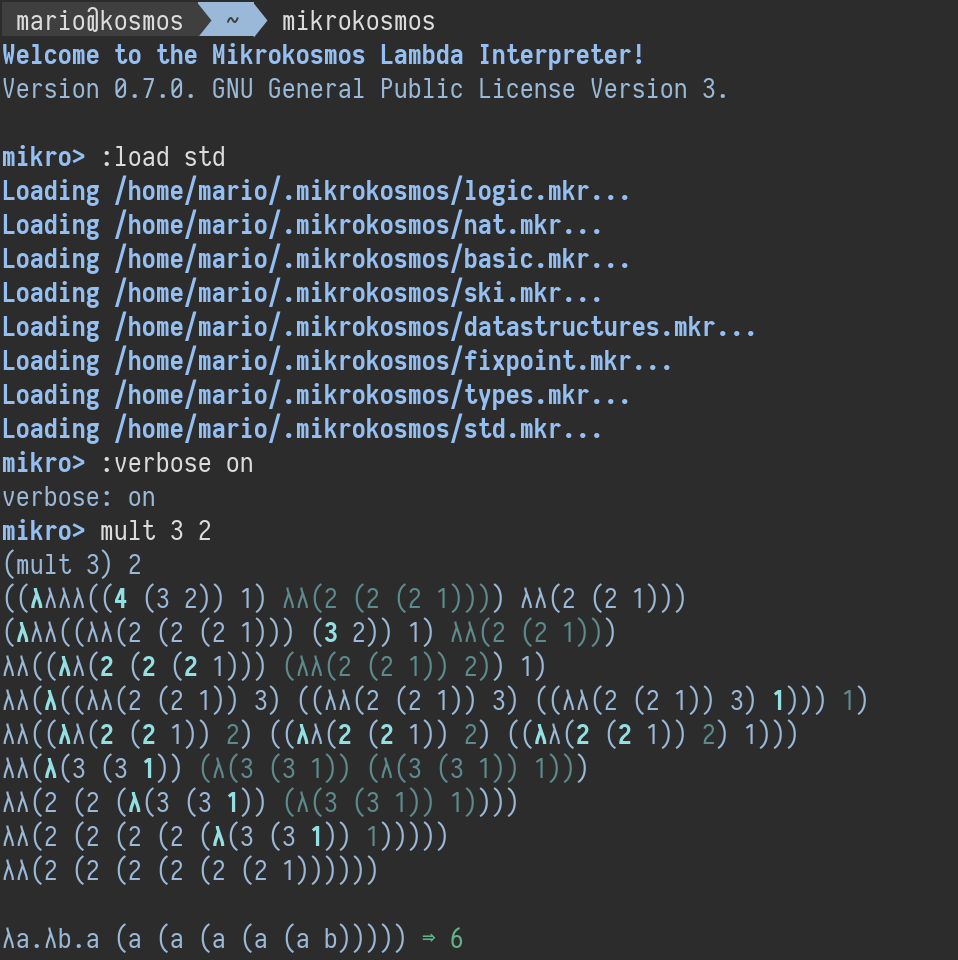 mario@kosmos ~ mikrokosmos
Welcome to the Mikrokosmos Lambda Interpreter!
Version 0.7.0. GNU General Public License Version 3.
mikro> :load std
Loading /home/mario/.mikrokosmos/logic.mkr...
Loading /home/mario/.mikrokosmos/nat.mkr...
Loading /home/mario/.mikrokosmos/basic.mkr...
Loading /home/mario/.mikrokosmos/ski.mkr...
Loading /home/mario/.mikrokosmos/datastructures.mkr...
Loading /home/mario/.mikrokosmos/fixpoint.mkr...
Loading /home/mario/.mikrokosmos/types.mkr...
Loading /home/mario/.mikrokosmos/std.mkr...
mikro> :verbose on
verbose: on
mikro> mult 3 2
(mult 3) 2
((λλλλ((4 (3 2)) 1) λλ(2 (2 (2 1)))) λλ(2 (2 1)))
(λλλ((λλ(2 (2 (2 1))) (3 2)) 1) λλ(2 (2 1)))
λλ((λλ(2 (2 (2 1))) (λλ(2 (2 1)) 2)) 1)
λλ(λ((λλ(2 (2 1)) 3) ((λλ(2 (2 1)) 3) ((λλ(2 (2 1)) 3) 1))) 1)
λλ((λλ(2 (2 1)) 2) ((λλ(2 (2 1)) 2) ((λλ(2 (2 1)) 2) 1)))
λλ(λ(3 (3 1)) (λ(3 (3 1)) (λ(3 (3 1)) 1)))
λλ(2 (2 (λ(3 (3 1)) (λ(3 (3 1)) 1))))
λλ(2 (2 (2 (2 (λ(3 (3 1)) 1)))))
λλ(2 (2 (2 (2 (2 (2 1))))))
λa.λb.a (a (a (a (a (a b))))) ⇒ 6